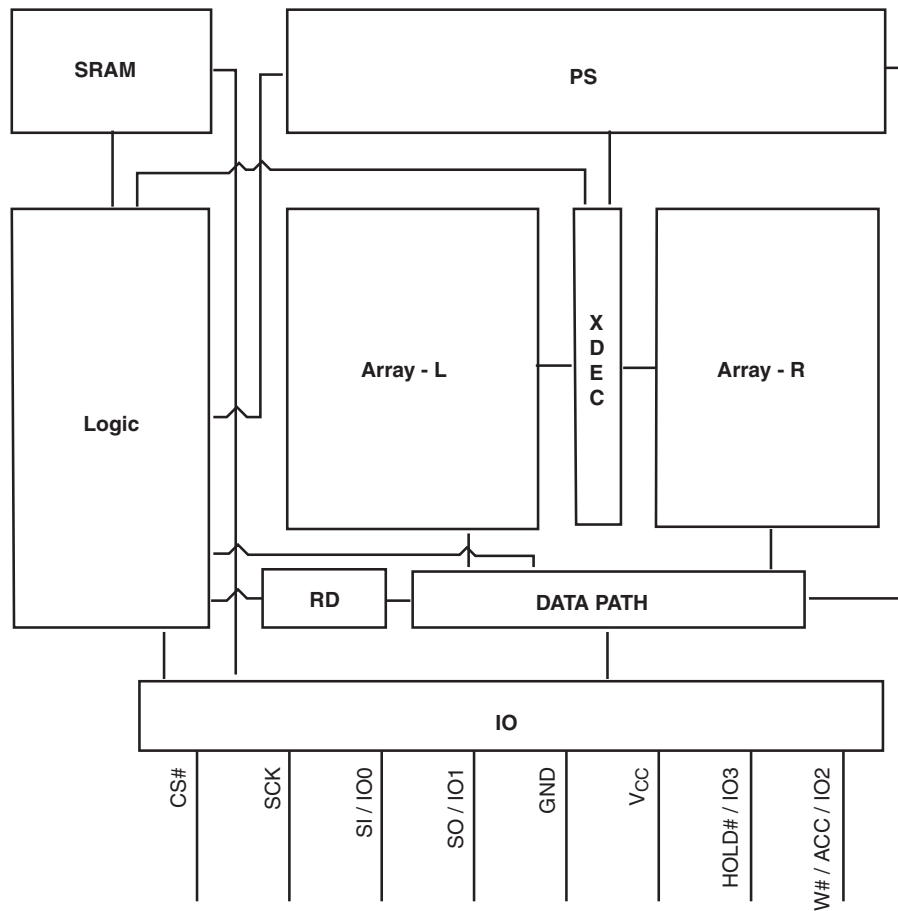 SRAM
PS
Logic
Array - L
X
D
E
C
Array - R
RD
DATA PATH
IO
CS#
SCK
SI / IO0
SO / IO1
GND
VCC
HOLD# / IO3
W# / ACC / IO2